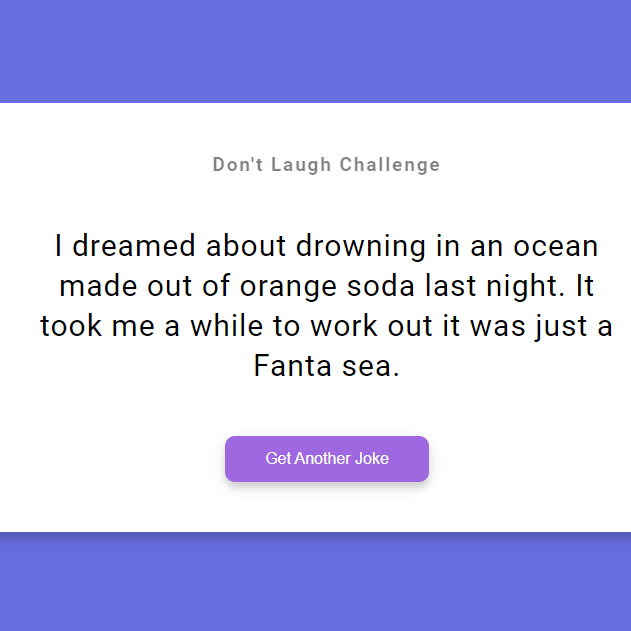 Don't Laugh Challenge
I dreamed about drowning in an ocean
made out of orange soda last night. It
took me a while to work out it was just a
Fanta sea.
Get Another Joke